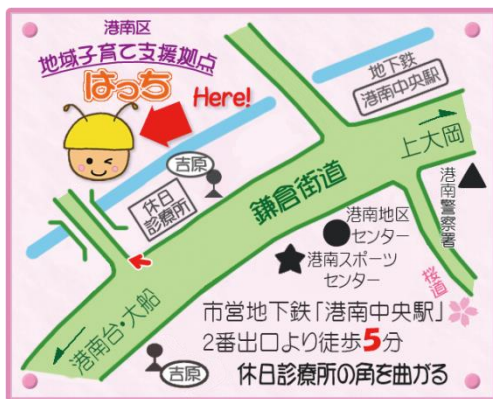 港南区
地域子育て支援拠点
はっち
Here!
地下鉄
港南中央駅
上大岡
吉原
休日
診療所
鎌倉街道
港南警察署
港南地区
センター
港南スポーツ
センター
桜道
港南台・大船
吉原
市営地下鉄「港南中央駅」
2番出口より徒歩5分
休日診療所の角を曲がる